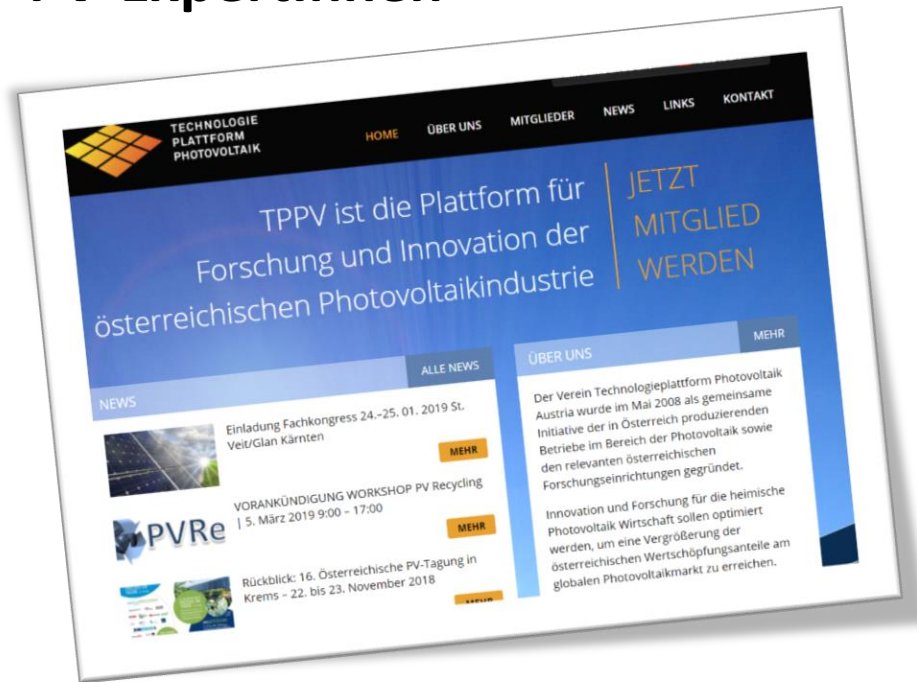 TECHNOLOGIE
PLATTFORM
PHOTOVOLTAIK
HOME ÜBER UNS MITGLIEDER NEWS LINKS KONTAKT
TPPV ist die Plattform für
Forschung und Innovation der
österreichischen Photovoltaikindustrie
JETZT
MITGLIED
WERDEN
NEWS ALLE NEWS
Einladung Fachkongress 24.–25. 01. 2019 St.
Veit/Glan Kärnten
MEHR
PVRe
VORANKÜNDIGUNG WORKSHOP PV Recycling
| 5. März 2019 9:00 – 17:00
MEHR
Rückblick: 16. Österreichische PV-Tagung in
Krems – 22. bis 23. November 2018
MEHR
ÜBER UNS MEHR
Der Verein Technologieplattform Photovoltaik
Austria wurde im Mai 2008 als gemeinsame
Initiative der in Österreich produzierenden
Betriebe im Bereich der Photovoltaik sowie
den relevanten österreichischen
Forschungseinrichtungen gegründet.
Innovation und Forschung für die heimische
Photovoltaik Wirtschaft sollen optimiert
werden, um eine Vergrößerung der
österreichischen Wertschöpfungsanteile am
globalen Photovoltaikmarkt zu erreichen.